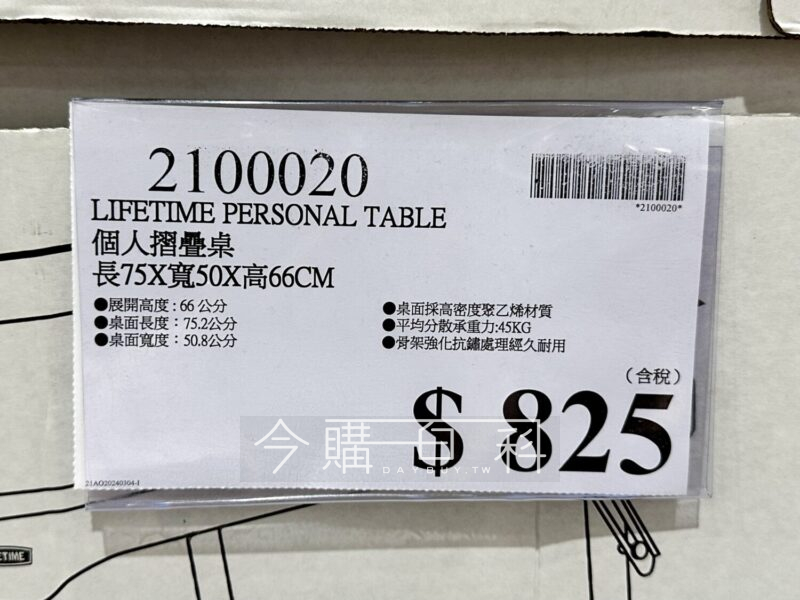 2100020
*2100020*
LIFETIME PERSONAL TABLE
個人摺疊桌
長75X寬50X高66CM
●展開高度：66 公分
●桌面長度：75.2公分
●桌面寬度：50.8公分
●桌面採高密度聚乙烯材質
●平均分散承重力:45KG
●骨架強化抗鏽處理經久耐用
（含稅）
$ 825
今購百科
DAYBUY.TW
21AO20240304-1
ETIME